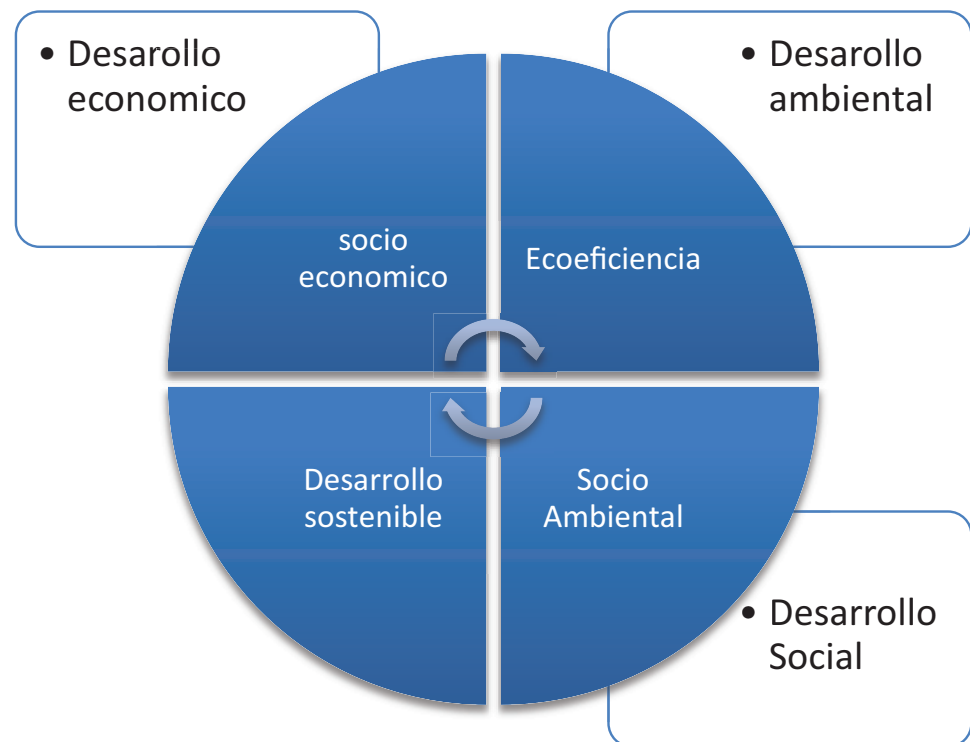 • Desarollo
economico
• Desarollo
ambiental
socio
economico
Ecoeficiencia
Desarrollo
sostenible
Socio
Ambiental
• Desarrollo
Social